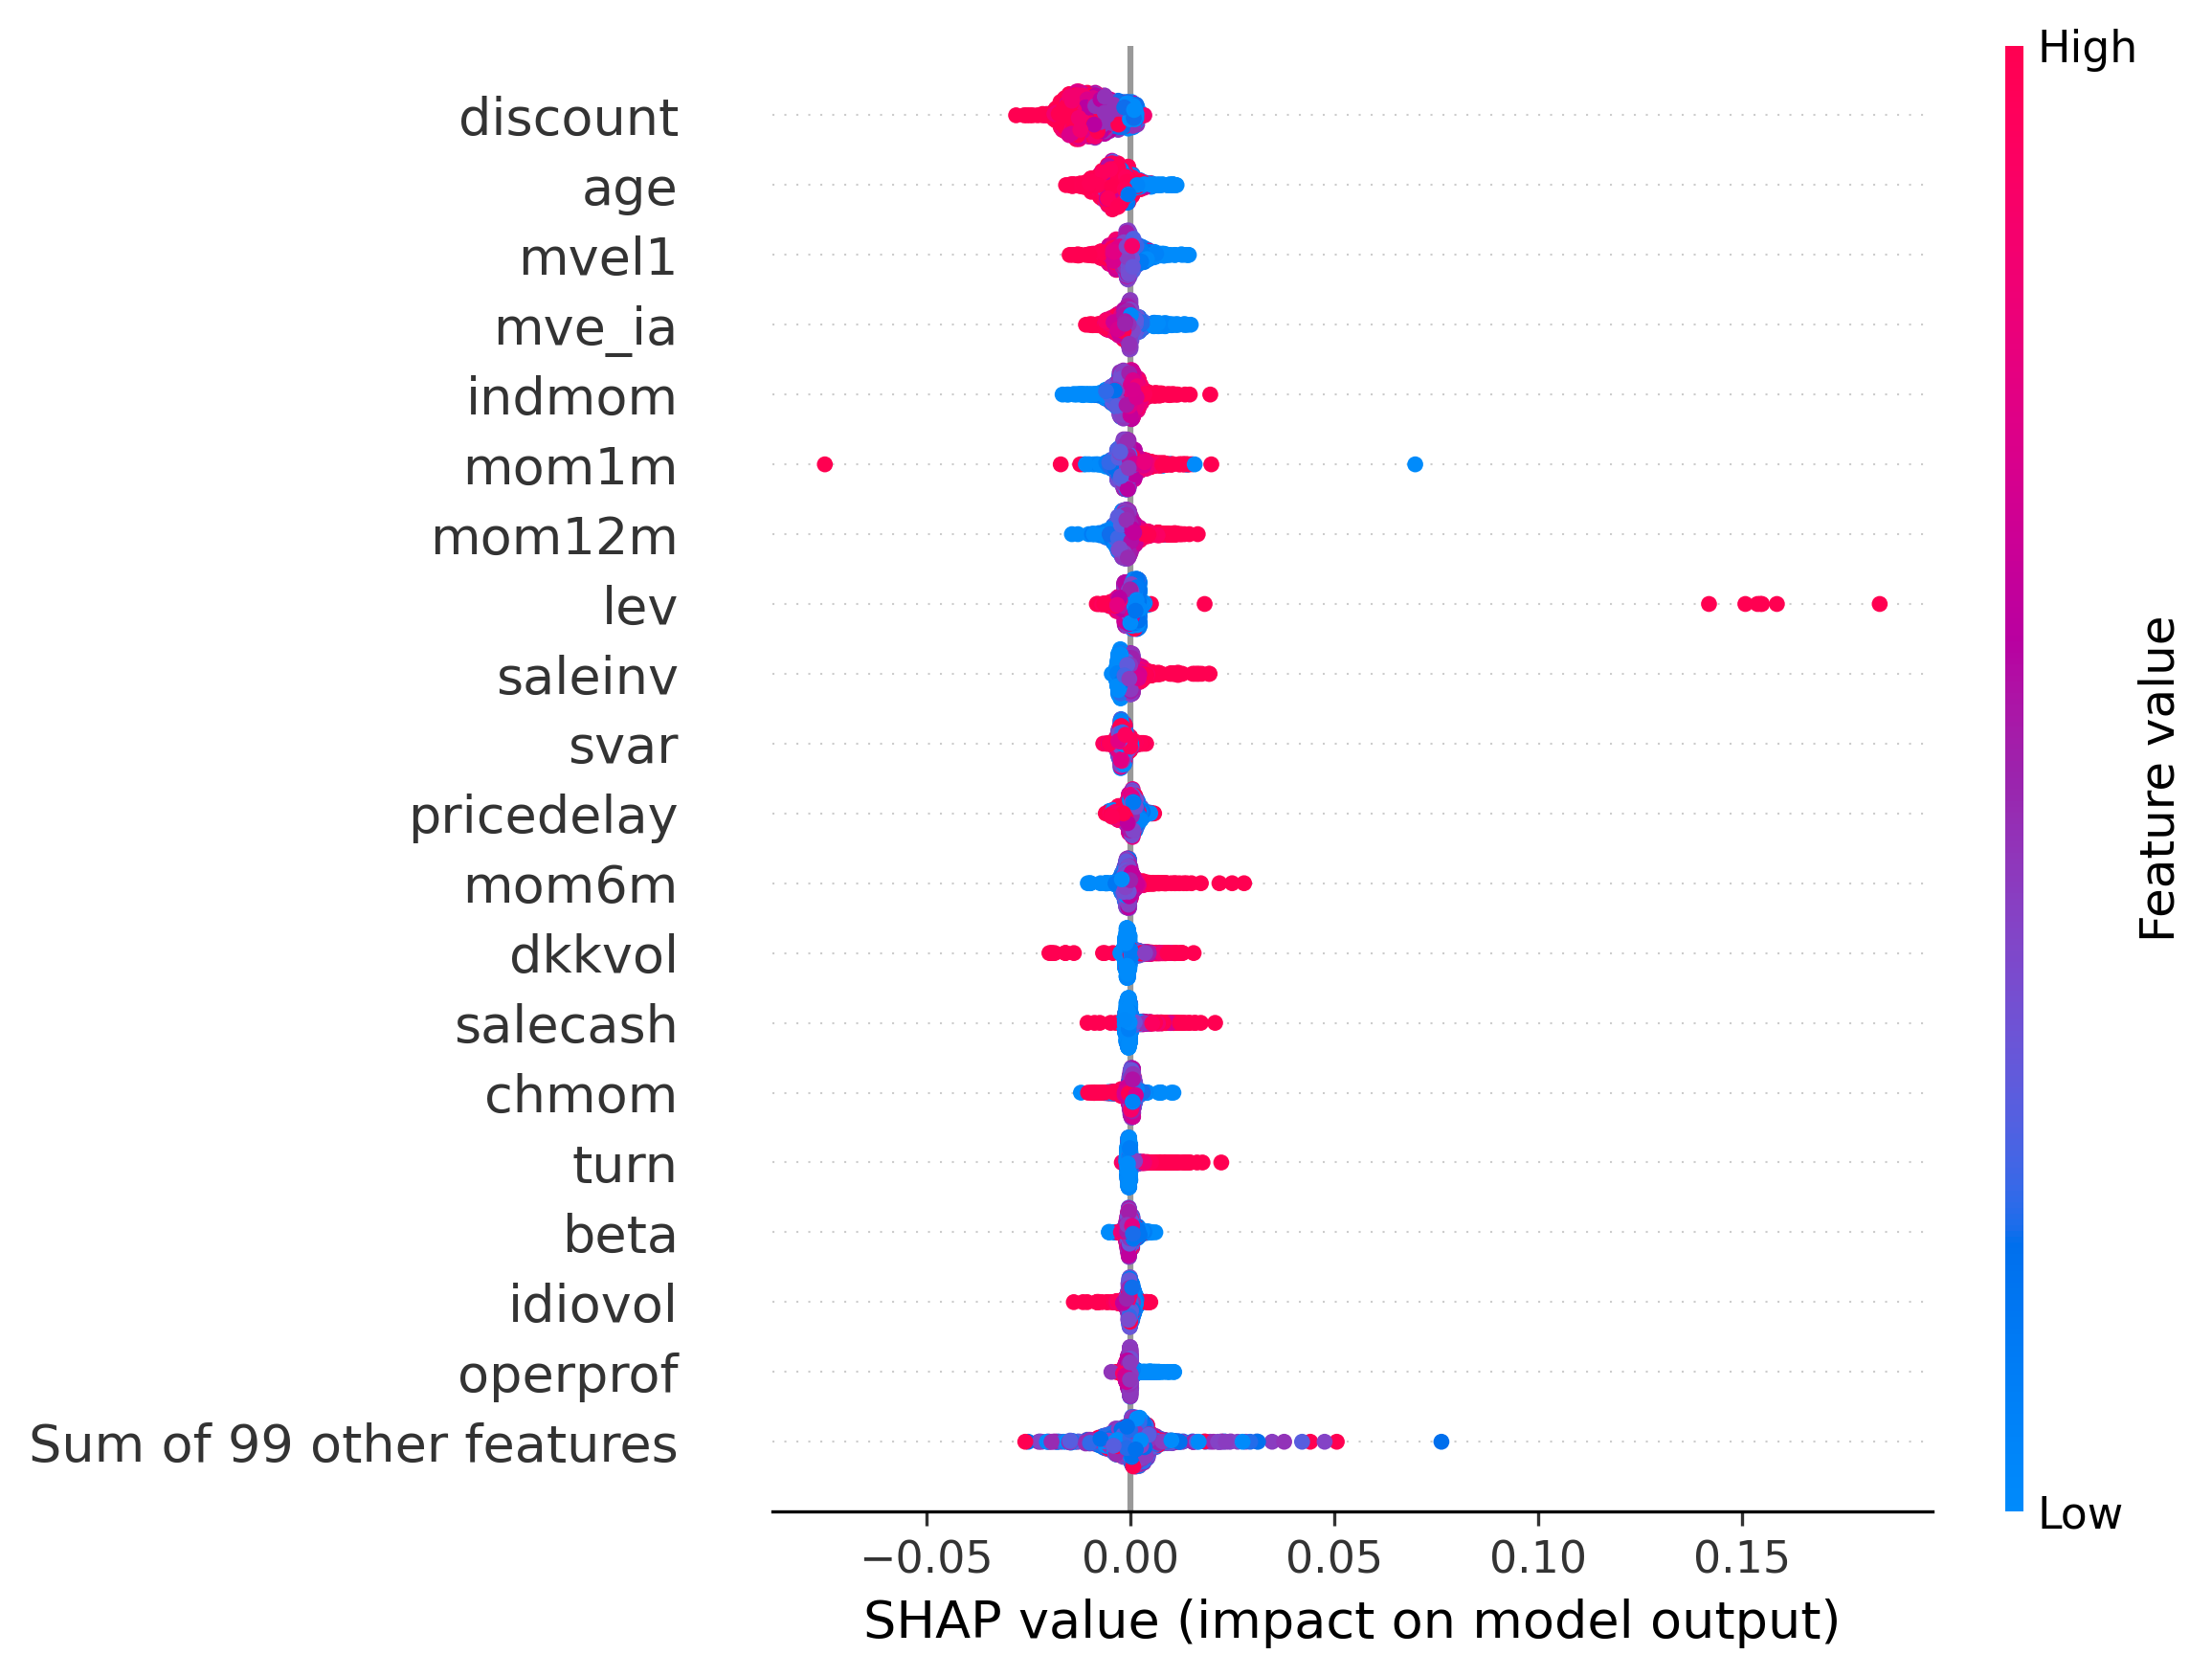 High
discount
age
mvel1
mve_ia
indmom
mom1m
mom12m
lev
saleinv
svar
pricedelay
mom6m
dkkvol
salecash
chmom
turn
beta
idiovol
operprof
Sum of 99 other features
Feature value
Low
−0.05 0.00 0.05 0.10 0.15
SHAP value (impact on model output)